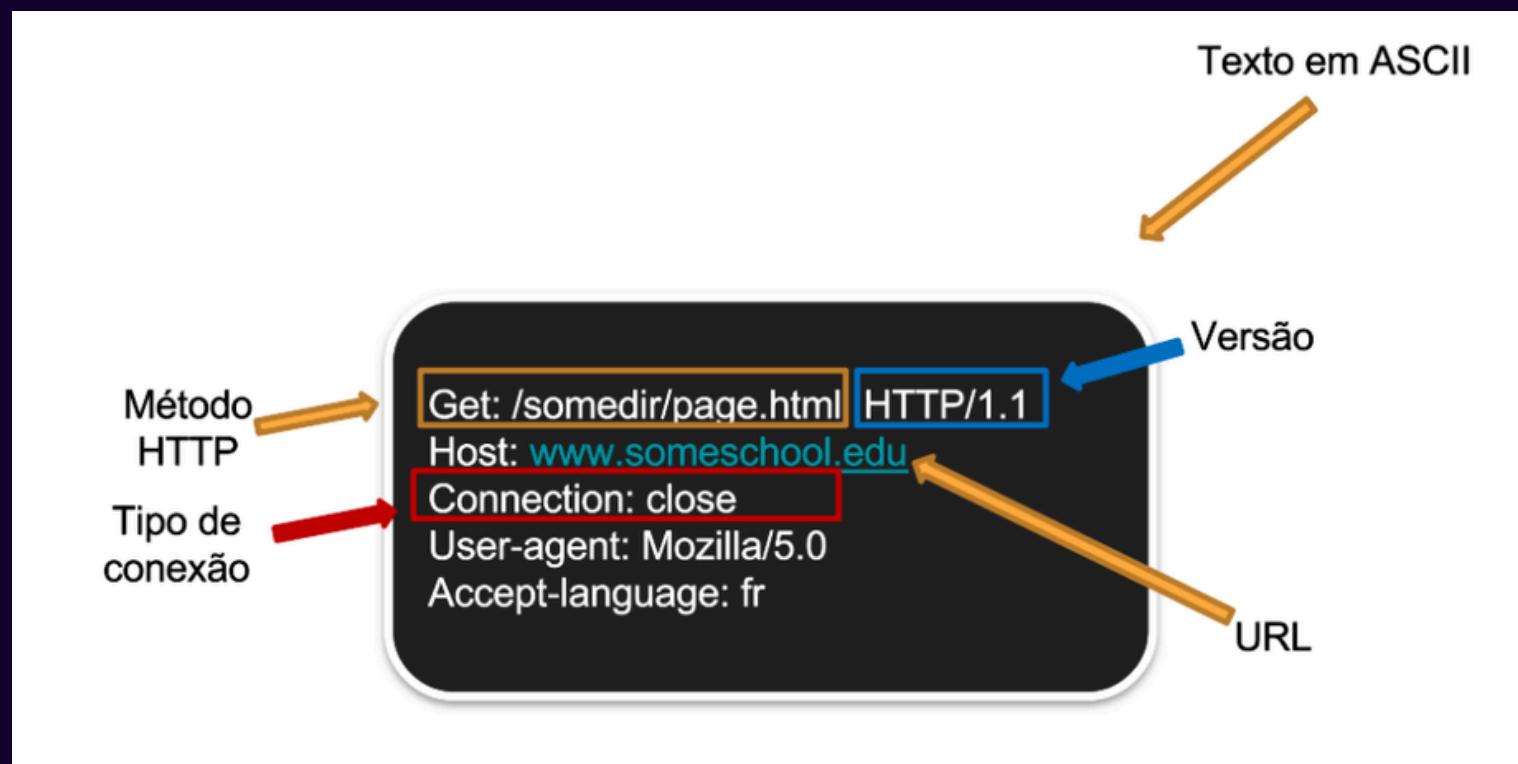 Texto em ASCII
Versão
Método
HTTP
Get: /somedir/page.html HTTP/1.1
Host: www.someschool.edu
Connection: close
User-agent: Mozilla/5.0
Accept-language: fr
Tipo de
conexão
URL